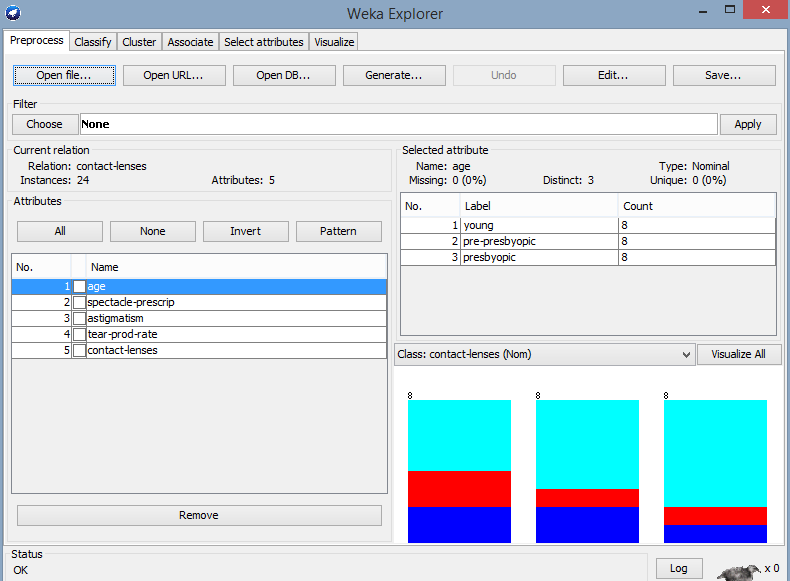 Weka Explorer
Preprocess Classify Cluster Associate Select attributes Visualize
Open file... Open URL... Open DB... Generate... Undo Edit... Save...
Filter
Choose None Apply
Current relation
Relation: contact-lenses
Instances: 24 Attributes: 5
Attributes
All None Invert Pattern
No. Name
1 age
2 spectacle-prescrip
3 astigmatism
4 tear-prod-rate
5 contact-lenses
Remove
Selected attribute
Name: age Type: Nominal
Missing: 0 (0%) Distinct: 3 Unique: 0 (0%)
No. Label Count
1 young 8
2 pre-presbyopic 8
3 presbyopic 8
Class: contact-lenses (Nom) Visualize All
8 8 8
Status
OK
Log x 0